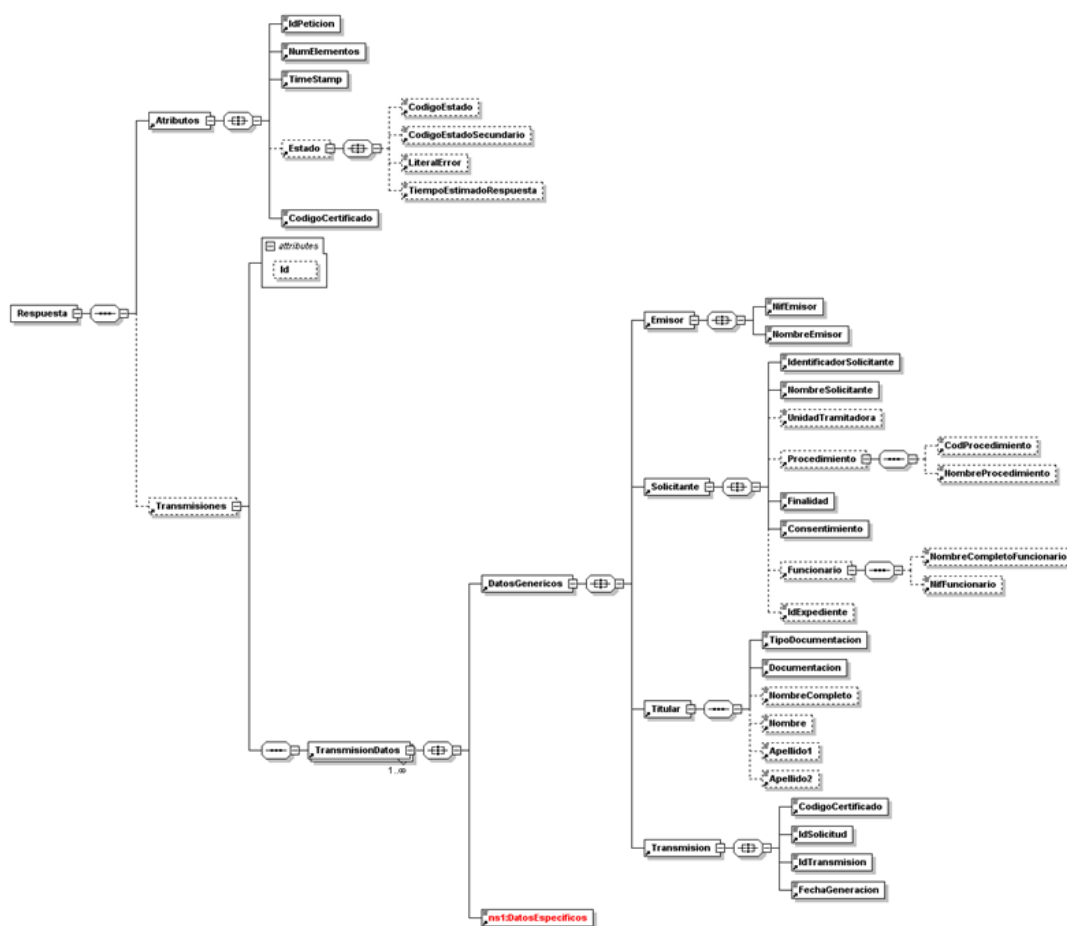 IdPeticion
NumElementos
TimeStamp
Atributos
CodigoEstado
CodigoEstadoSecundario
Estado
LiteralError
TiempoEstimadoRespuesta
CodigoCertificado
attributes
Id
Respuesta
NifEmisor
Emisor
NombreEmisor
IdentificadorSolicitante
NombreSolicitante
UnidadTramitadora
CodProcedimiento
Procedimiento
NombreProcedimiento
Solicitante
Finalidad
Transmisiones
Consentimiento
NombreCompletoFuncionario
Funcionario
NifFuncionario
DatosGenericos
IdExpediente
TipoDocumentacion
Documentacion
NombreCompleto
Titular
Nombre
TransmisionDatos
Apellido1
1..∞
Apellido2
CodigoCertificado
IdSolicitud
Transmision
IdTransmision
FechaGeneracion
ns1:DatosEspecificos